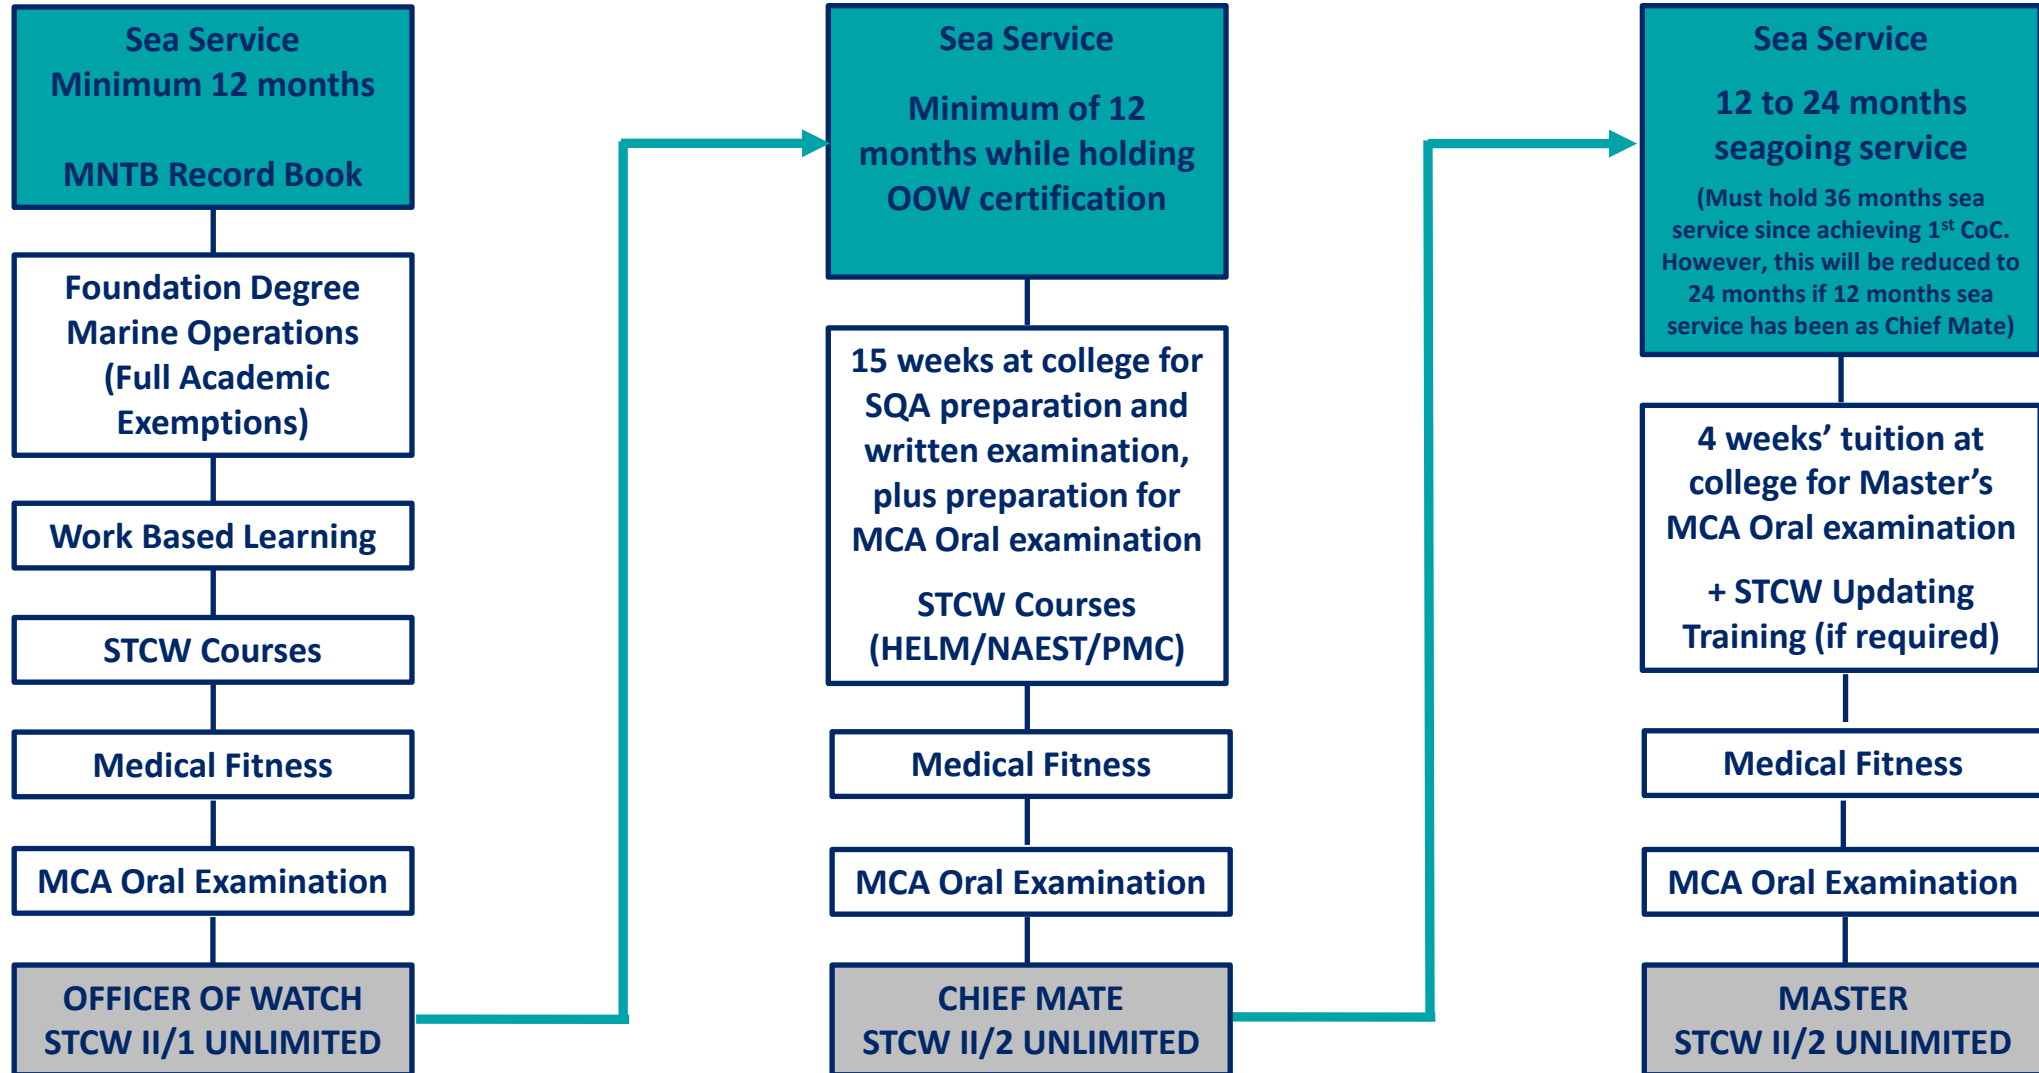 Sea Service
Minimum 12 months
MNTB Record Book
Foundation Degree
Marine Operations
(Full Academic
Exemptions)
Work Based Learning
STCW Courses
Medical Fitness
MCA Oral Examination
OFFICER OF WATCH
STCW II/1 UNLIMITED
Sea Service
Minimum of 12
months while holding
OOW certification
15 weeks at college for
SQA preparation and
written examination,
plus preparation for
MCA Oral examination
STCW Courses
(HELM/NAEST/PMC)
Medical Fitness
MCA Oral Examination
CHIEF MATE
STCW II/2 UNLIMITED
Sea Service
12 to 24 months
seagoing service
(Must hold 36 months sea
service since achieving 1st CoC.
However, this will be reduced to
24 months if 12 months sea
service has been as Chief Mate)
4 weeks’ tuition at
college for Master’s
MCA Oral examination
+ STCW Updating
Training (if required)
Medical Fitness
MCA Oral Examination
MASTER
STCW II/2 UNLIMITED